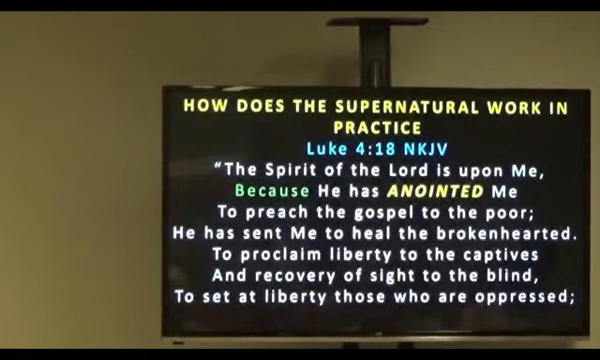 HOW DOES THE SUPERNATURAL WORK IN
PRACTICE
Luke 4:18 NKJV
“The Spirit of the Lord is upon Me,
Because He has ANOINTED Me
To preach the gospel to the poor;
He has sent Me to heal the brokenhearted.
To proclaim liberty to the captives
And recovery of sight to the blind,
To set at liberty those who are oppressed;